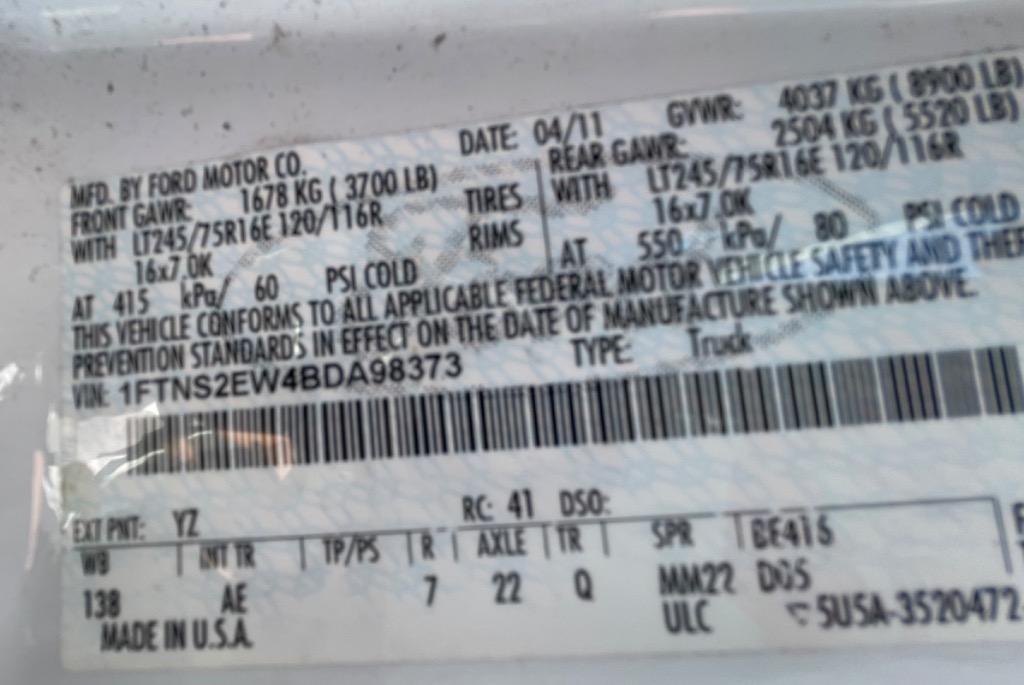 MFD. BY FORD MOTOR CO. DATE: 04/11 GVWR: 4037 KG ( 8900 LB)
FRONT GAWR: 1678 KG ( 3700 LB) REAR GAWR: 2504 KG ( 5520 LB)
WITH LT245/75R16E 120/116R TIRES WITH LT245/75R16E 120/116R
16x7.0K RIMS 16x7.0K
AT 415 kPa/ 60 PSI COLD AT 550 kPa/ 80 PSI COLD
THIS VEHICLE CONFORMS TO ALL APPLICABLE FEDERAL MOTOR VEHICLE SAFETY AND THEF
PREVENTION STANDARDS IN EFFECT ON THE DATE OF MANUFACTURE SHOWN ABOVE.
VIN: 1FTNS2EW4BDA98373 TYPE: Truck
EXT PNT: YZ RC: 41 DSO:
WB INT TR TP/PS R AXLE TR SPR
138 AE 7 22 Q MM22 DOS
MADE IN U.S.A. ULC 5USA-3520472